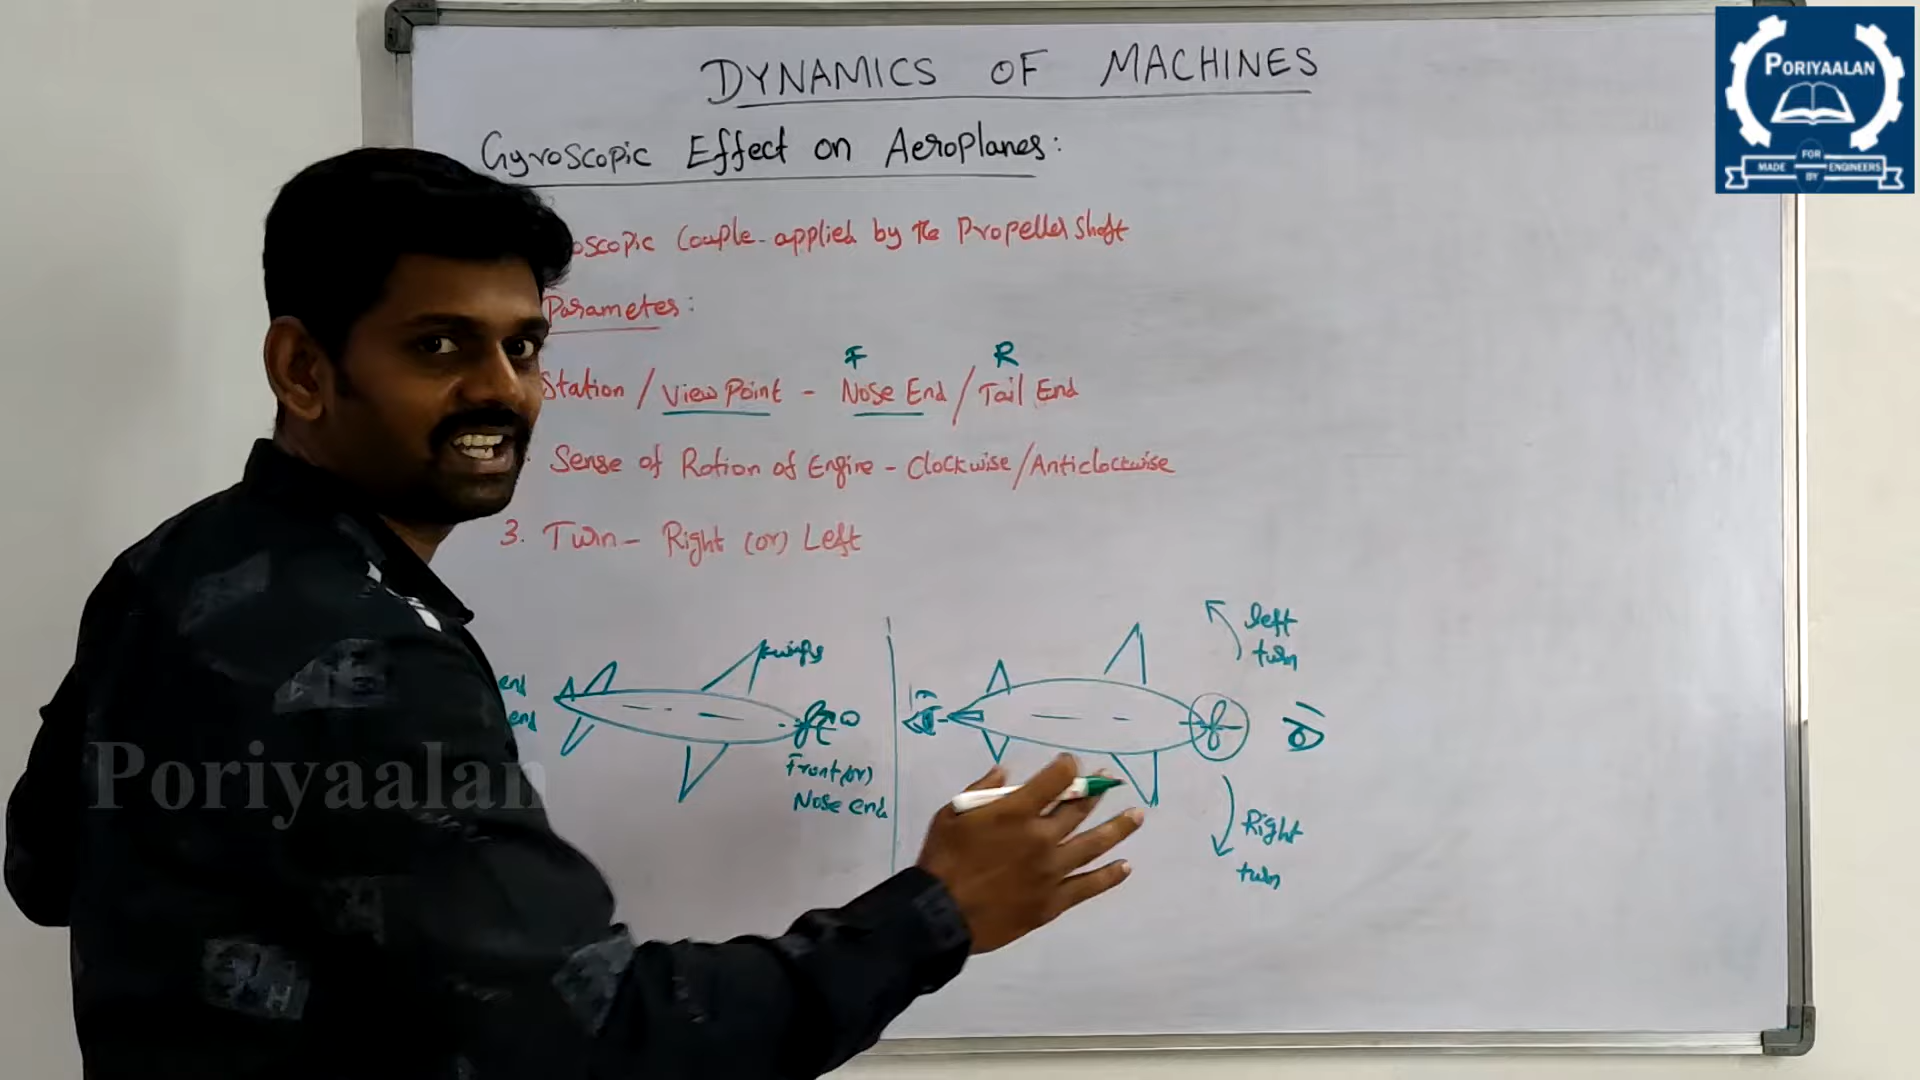 DYNAMICS OF MACHINES
Gyroscopic Effect on Aeroplanes:
oscopic Couple - applied by the Propeller shaft
Parametes:
F R
Station / View Point - Nose End / Tail End
Sense of Rotion of Engine - Clockwise/Anticlockwise
3. Twn - Right (or) Left
end
end
wings
Front (or)
Nose end
left
turn
Right
turn
PORIYAALAN
MADE FOR BY ENGINEERS
Poriyaalan